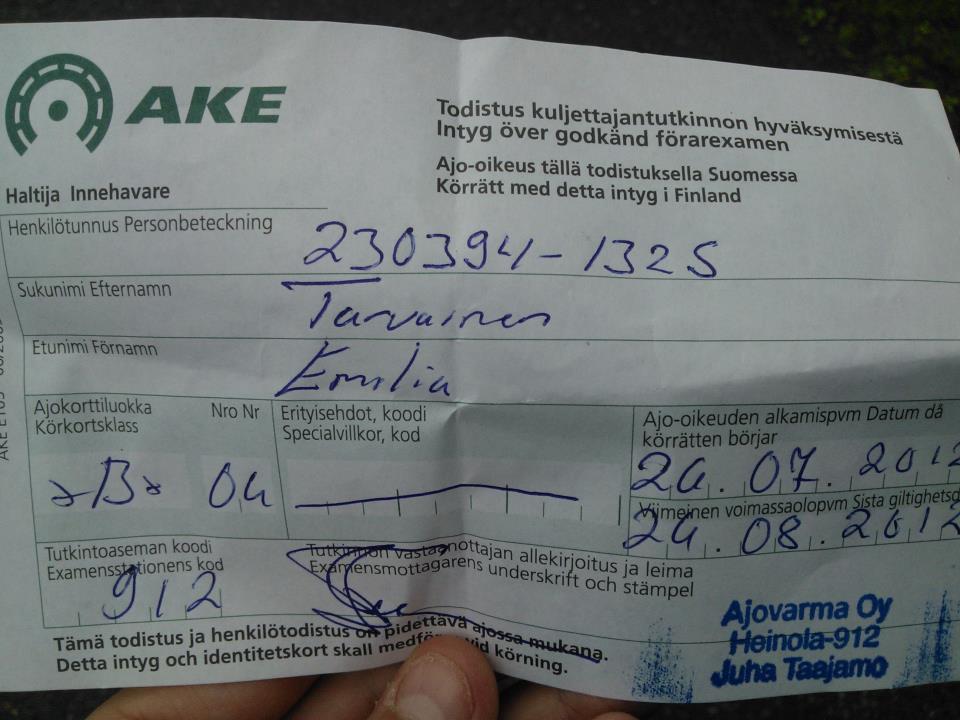 AKE
Todistus kuljettajantutkinnon hyväksymisestä
Intyg över godkänd förarexamen
Ajo-oikeus tällä todistuksella Suomessa
Körrätt med detta intyg i Finland
Haltija Innehavare
Henkilötunnus Personbeteckning
230394-132S
Sukunimi Efternamn
Tarvainen
Etunimi Förnamn
Emilia
Ajokorttiluokka Nro Nr
Körkortsklass
B 04
Erityisehdot, koodi
Specialvillkor, kod
Ajo-oikeuden alkamispvm Datum då
körrätten börjar
24.07.2012
Viimeinen voimassaolopvm Sista giltighetsd
24.08.2012
Tutkintoaseman koodi
Examensstationens kod
912
Tutkinnon vastaanottajan allekirjoitus ja leima
Examensmottagarens underskrift och stämpel
Ajovarma Oy
Heinola-912
Juha Taajamo
Tämä todistus ja henkilötodistus on pidettävä ajossa mukana.
Detta intyg och identitetskort skall medför vid körning.